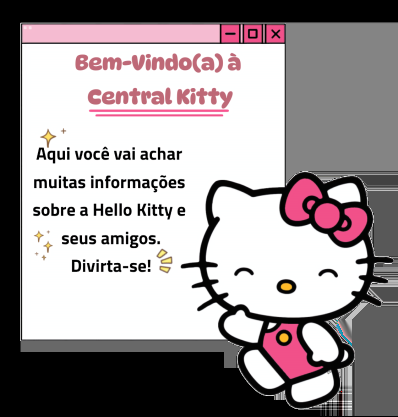 Bem-Vindo(a) à
Central Kitty
Aqui você vai achar
muitas informações
sobre a Hello Kitty e
seus amigos.
Divirta-se!